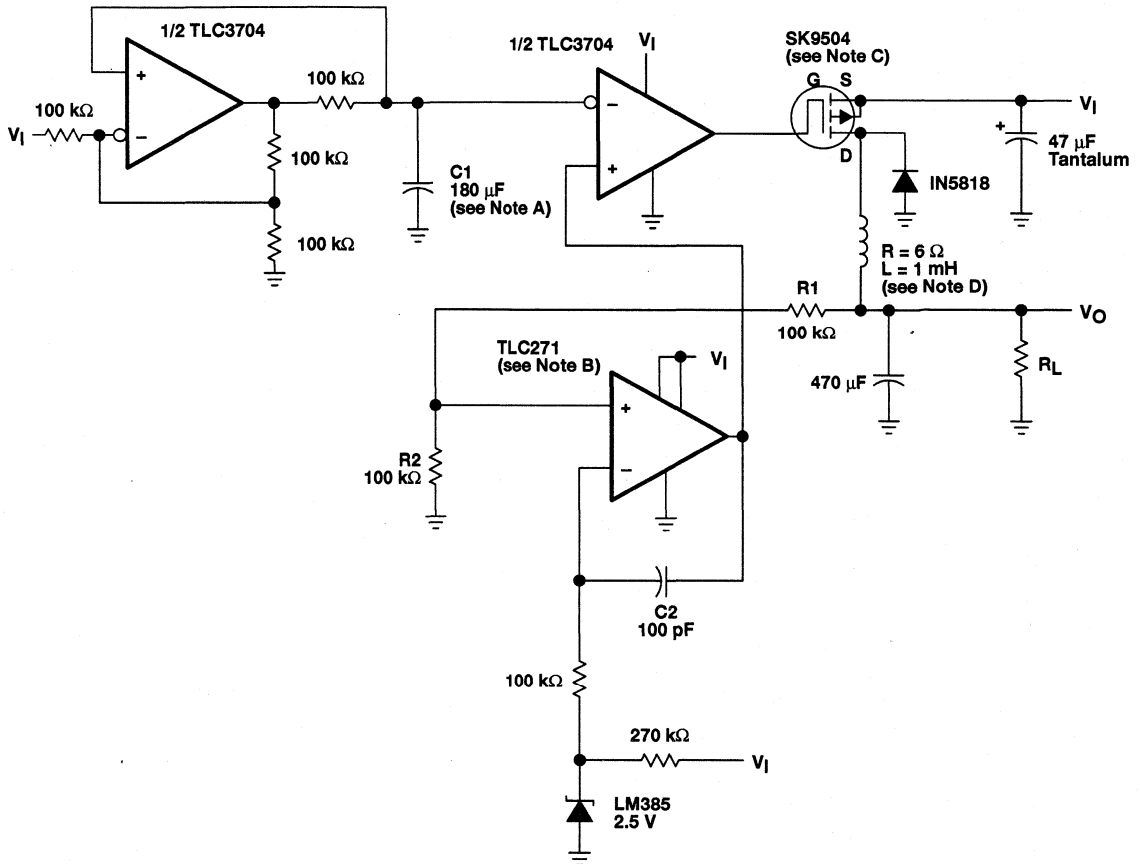 1/2 TLC3704
100 kΩ
VI
+
–
100 kΩ
100 kΩ
100 kΩ
C1
180 µF
(see Note A)
1/2 TLC3704
VI
–
+
SK9504
(see Note C)
G S
D
VI
+
47 µF
Tantalum
IN5818
R = 6 Ω
L = 1 mH
(see Note D)
R1
100 kΩ
VO
470 µF
RL
TLC271
(see Note B)
VI
+
–
R2
100 kΩ
C2
100 pF
100 kΩ
270 kΩ
VI
LM385
2.5 V